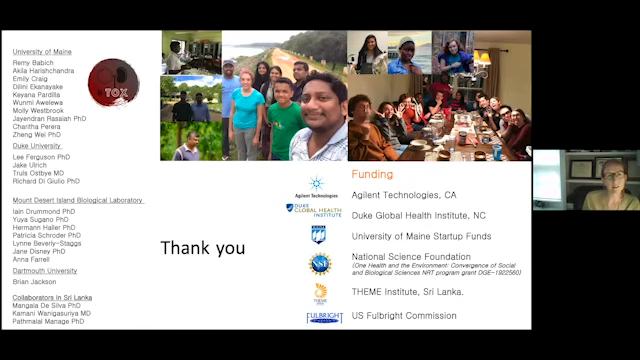 University of Maine
Remy Babich
Akila Harishchandra
Emily Craig
Dilini Ekanayake
Keyana Pardilla
Wunmi Awelewa
Molly Westbrook
Jayendran Rasaiah PhD
Charitha Perera
Zheng Wei PhD
Duke University
Lee Ferguson PhD
Jake Ulrich
Truls Ostbye MD
Richard Di Giulio PhD
Mount Desert Island Biological Laboratory
Iain Drummond PhD
Yuya Sugano PhD
Hermann Haller PhD
Patricia Schroder PhD
Lynne Beverly-Staggs
Jane Disney PhD
Anna Farrell
Dartmouth University
Brian Jackson
Collaborators in Sri Lanka
Mangala De Silva PhD
Kamani Wanigasuriya MD
Pathmalal Manage PhD
TOX
Thank you
Funding
Agilent Technologies
Agilent Technologies, CA
DUKE
GLOBAL HEALTH
INSTITUTE
Duke Global Health Institute, NC
University of Maine Startup Funds
NSF
National Science Foundation
(One Health and the Environment: Convergence of Social
and Biological Sciences NRT program grant DGE-1922560)
THEME
THEME Institute, Sri Lanka.
FULBRIGHT
US Fulbright Commission